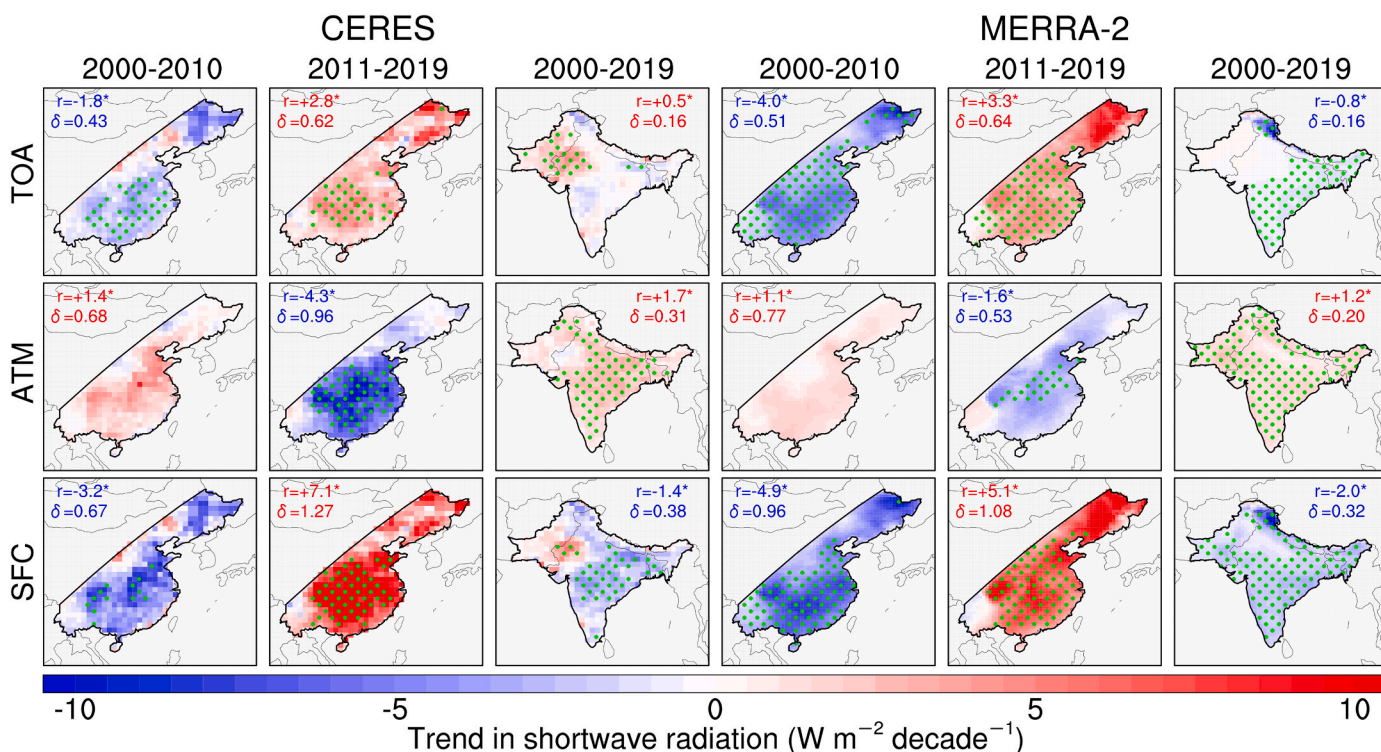 CERES MERRA-2
2000-2010 2011-2019 2000-2019 2000-2010 2011-2019 2000-2019
TOA
r=-1.8* r=+2.8* r=+0.5* r=-4.0* r=+3.3* r=-0.8*
δ=0.43 δ=0.62 δ=0.16 δ=0.51 δ=0.64 δ=0.16
ATM
r=+1.4* r=-4.3* r=+1.7* r=+1.1* r=-1.6* r=+1.2*
δ=0.68 δ=0.96 δ=0.31 δ=0.77 δ=0.53 δ=0.20
SFC
r=-3.2* r=+7.1* r=-1.4* r=-4.9* r=+5.1* r=-2.0*
δ=0.67 δ=1.27 δ=0.38 δ=0.96 δ=1.08 δ=0.32
-10 -5 0 5 10
Trend in shortwave radiation (W m⁻² decade⁻¹)